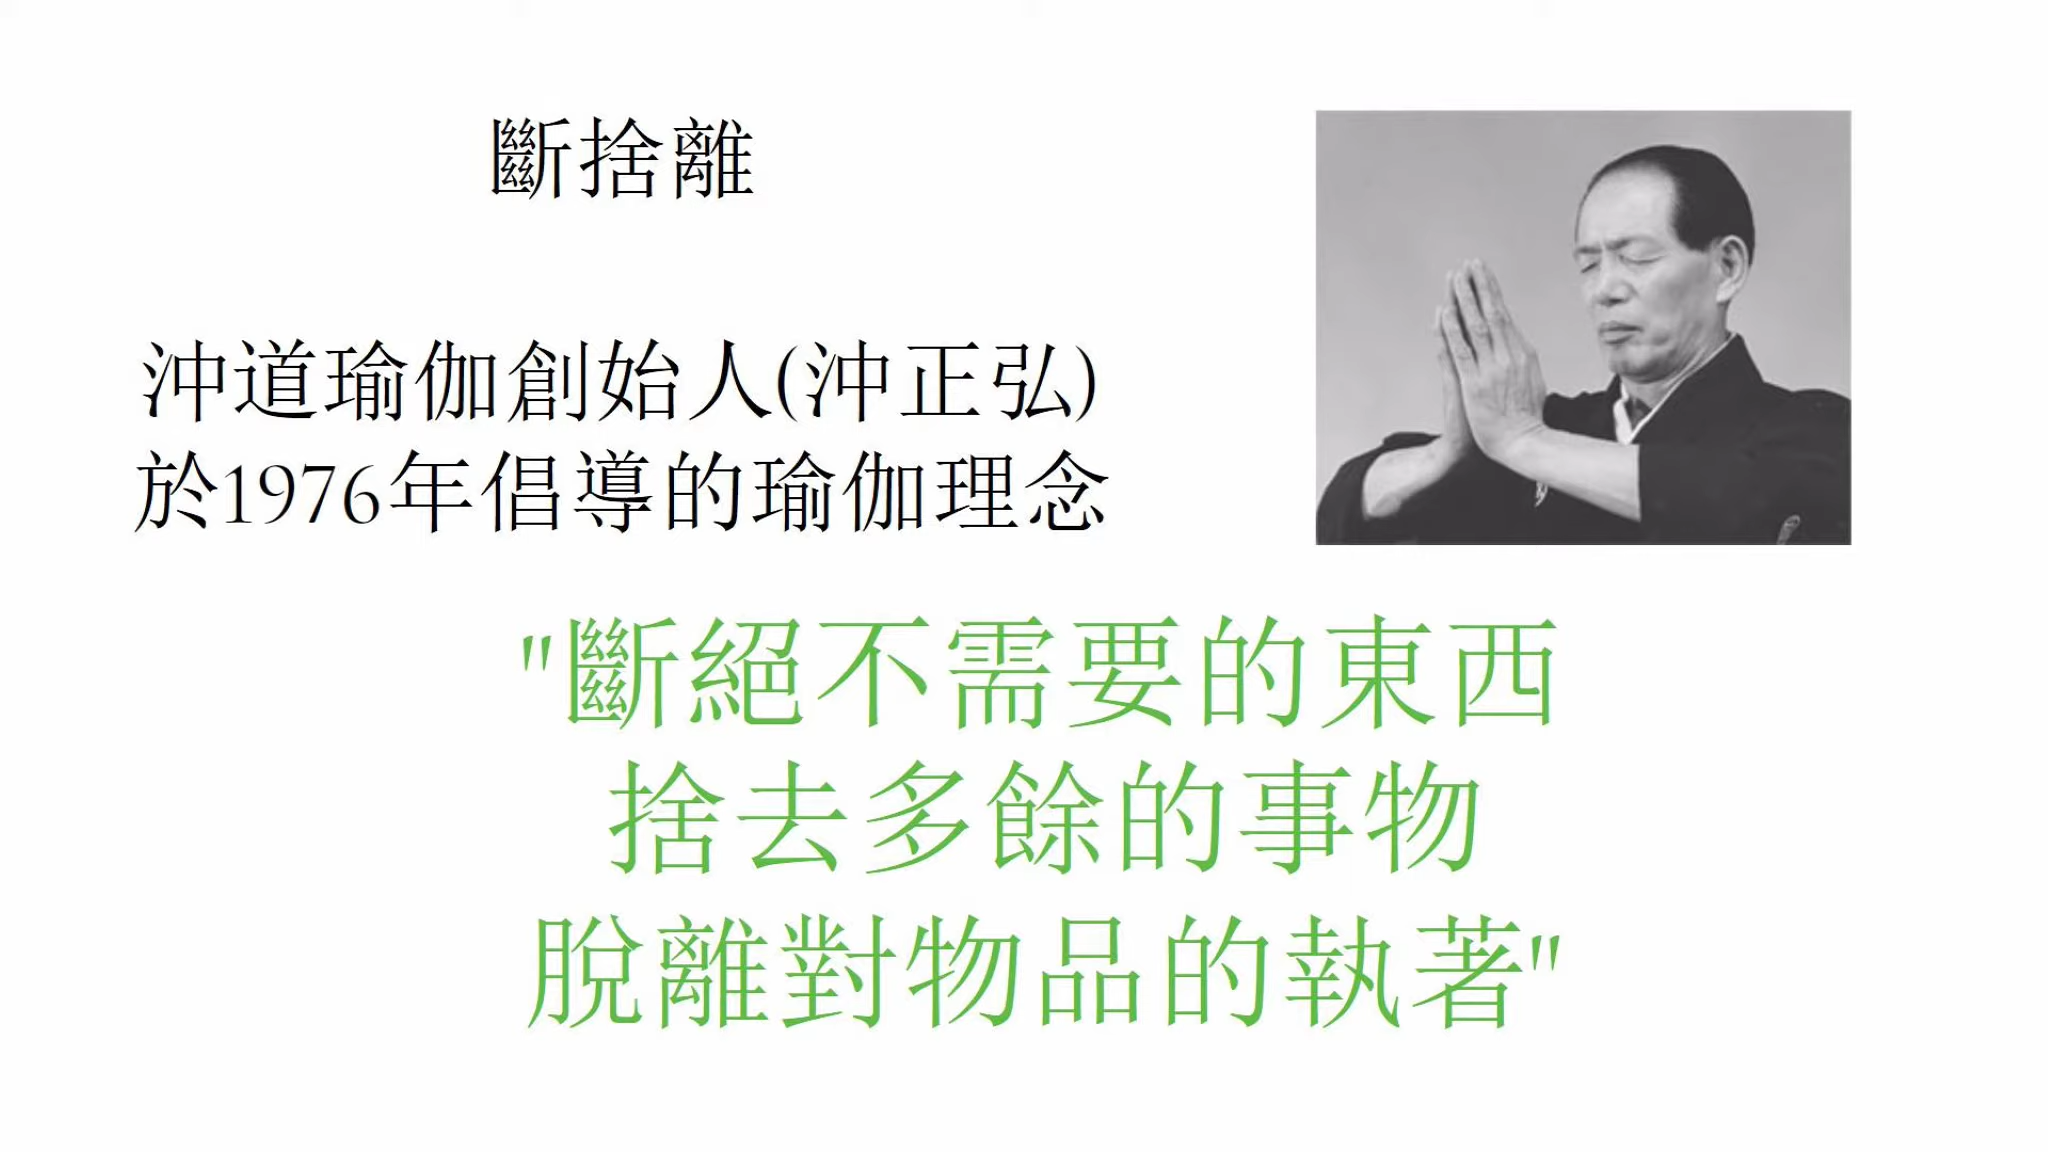 斷捨離
沖道瑜伽創始人(沖正弘)
於1976年倡導的瑜伽理念
"斷絕不需要的東西
捨去多餘的事物
脫離對物品的執著"